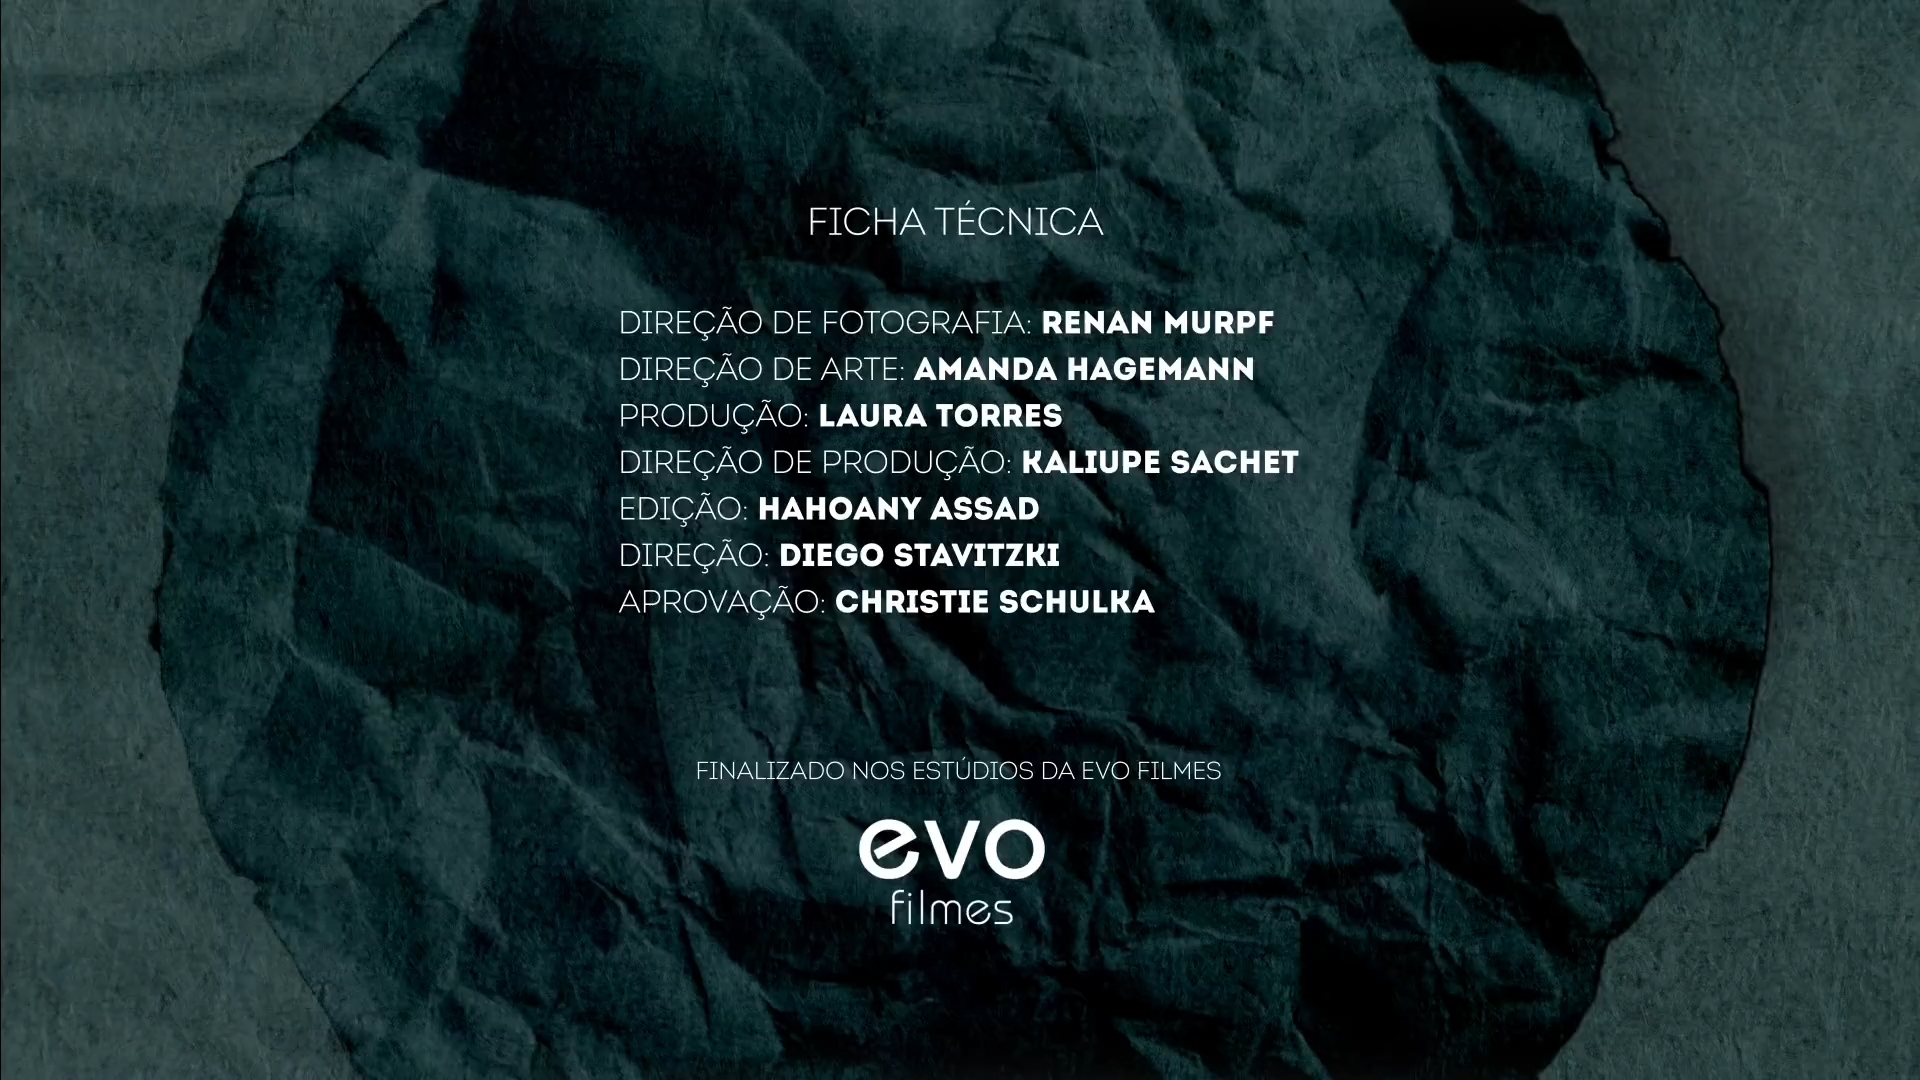 FICHA TÉCNICA
DIREÇÃO DE FOTOGRAFIA: RENAN MURPF
DIREÇÃO DE ARTE: AMANDA HAGEMANN
PRODUÇÃO: LAURA TORRES
DIREÇÃO DE PRODUÇÃO: KALIUPE SACHET
EDIÇÃO: HAHOANY ASSAD
DIREÇÃO: DIEGO STAVITZKI
APROVAÇÃO: CHRISTIE SCHULKA
FINALIZADO NOS ESTÚDIOS DA EVO FILMES
evo
filmes